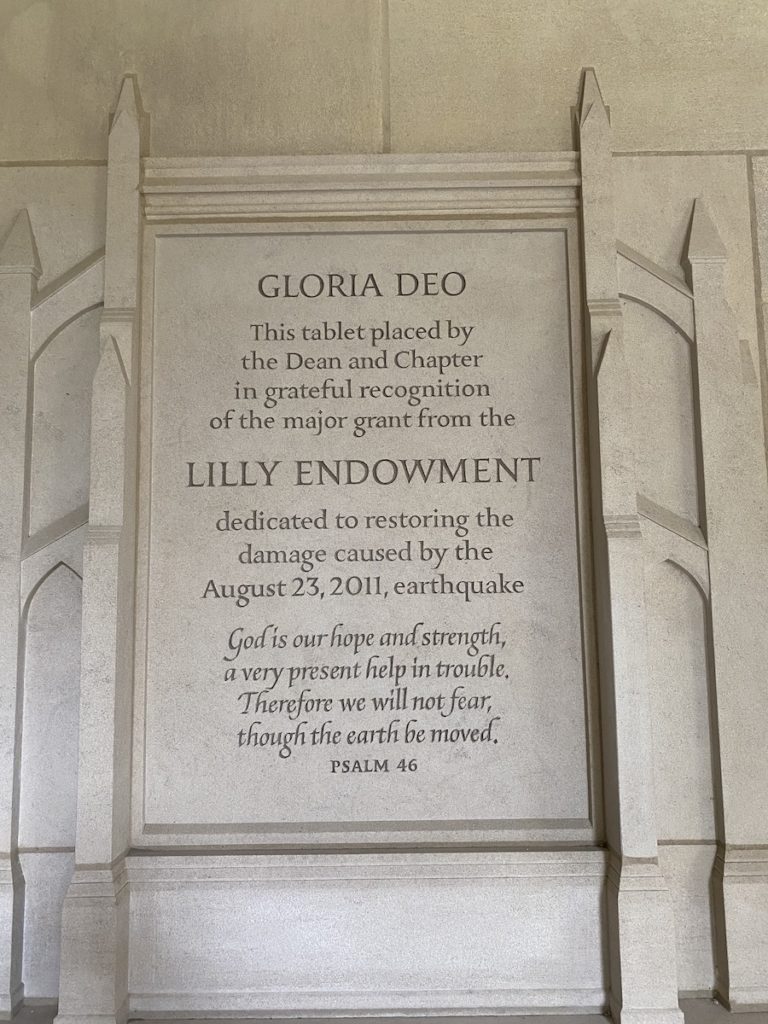 GLORIA DEO
This tablet placed by
the Dean and Chapter
in grateful recognition
of the major grant from the
LILLY ENDOWMENT
dedicated to restoring the
damage caused by the
August 23, 2011, earthquake
God is our hope and strength,
a very present help in trouble.
Therefore we will not fear,
though the earth be moved.
PSALM 46